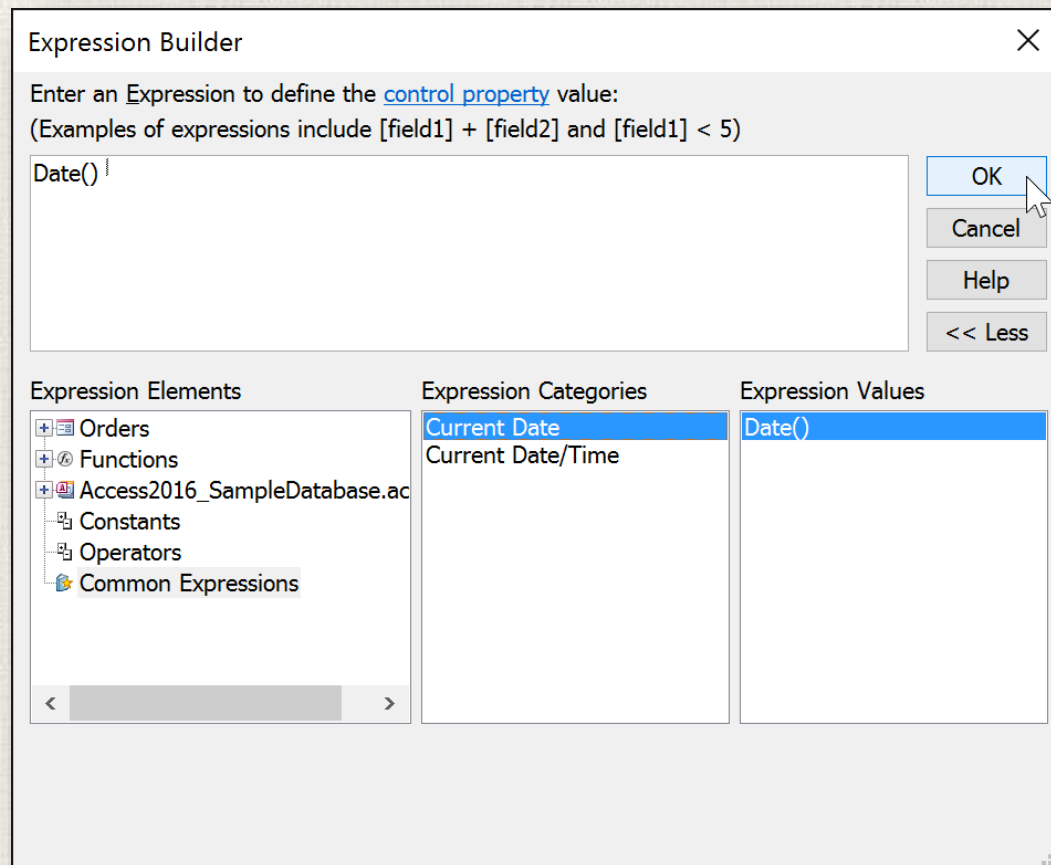 Expression Builder
Enter an Expression to define the control property value:
(Examples of expressions include [field1] + [field2] and [field1] < 5)
Date()
OK
Cancel
Help
<< Less
Expression Elements
Orders
Functions
Access2016_SampleDatabase.ac
Constants
Operators
Common Expressions
Expression Categories
Current Date
Current Date/Time
Expression Values
Date()